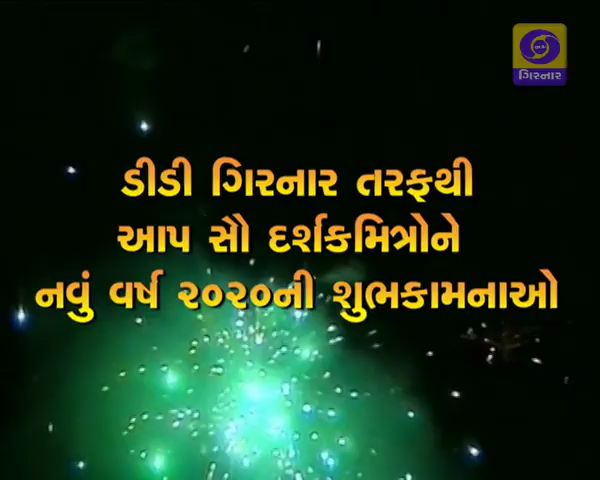 ગિરનાર
ડીડી ગિરનાર તરફથી
આપ સૌ દર્શકમિત્રોને
નવું વર્ષ ૨૦૨૦ની શુભકામનાઓ